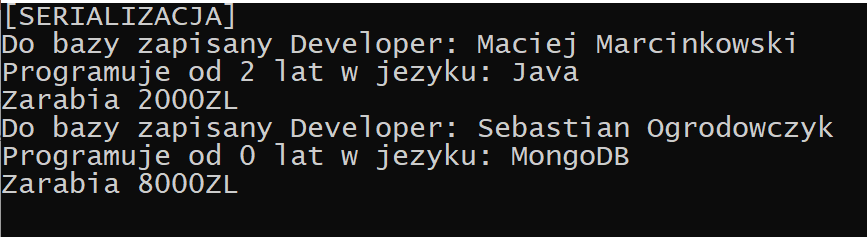 [SERIALIZACJA]
Do bazy zapisany Developer: Maciej Marcinkowski
Programuje od 2 lat w jezyku: Java
Zarabia 2000ZL
Do bazy zapisany Developer: Sebastian Ogrodowczyk
Programuje od 0 lat w jezyku: MongoDB
Zarabia 8000ZL